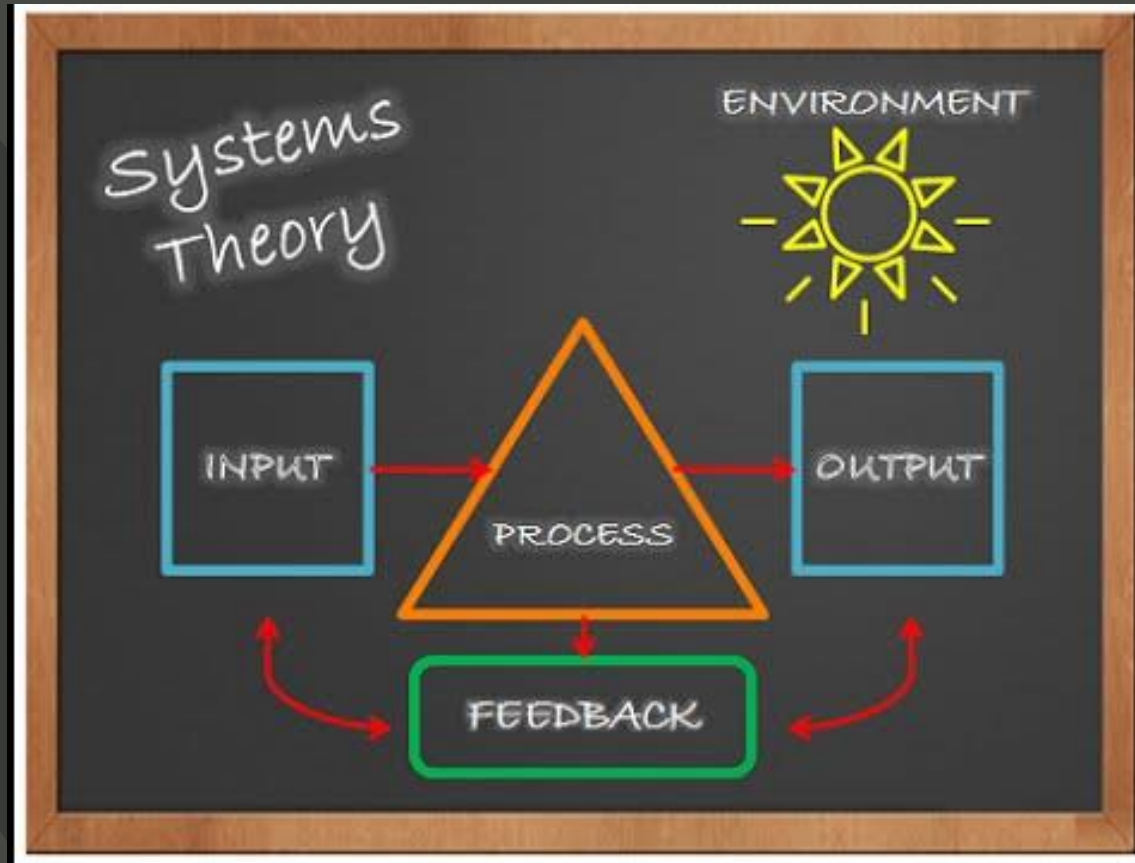 Systems
Theory
ENVIRONMENT
INPUT
PROCESS
OUTPUT
FEEDBACK